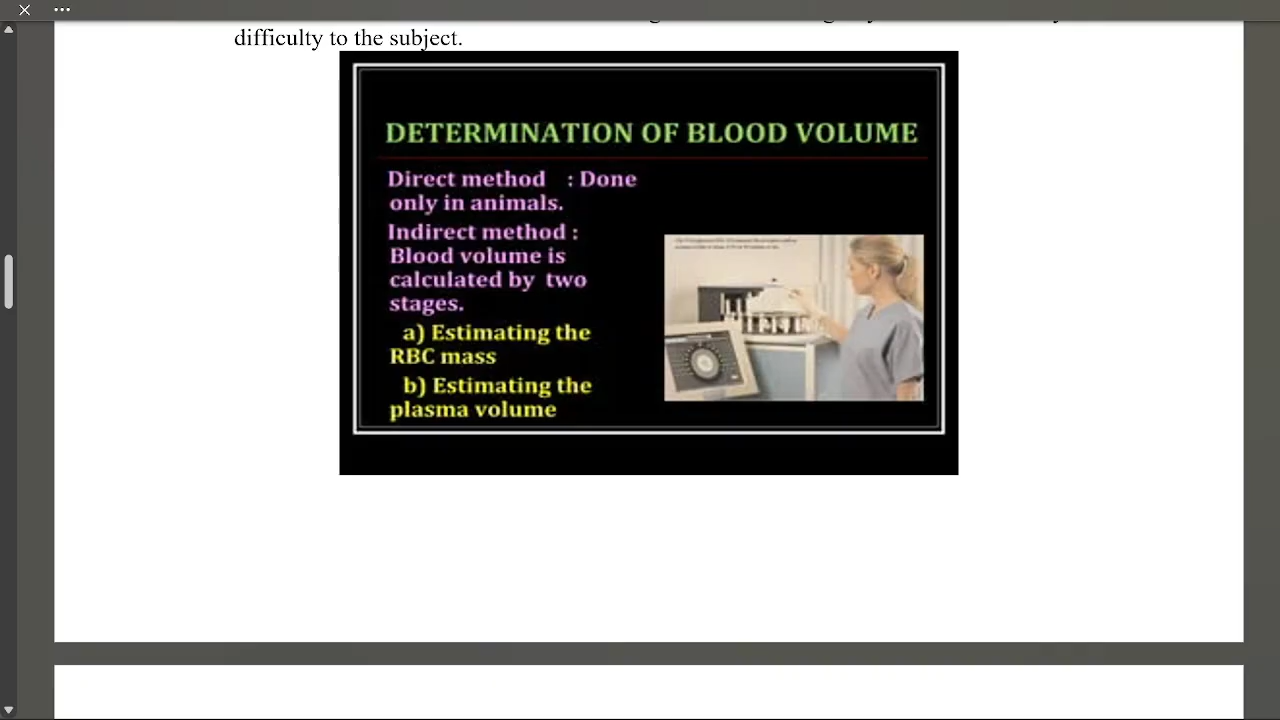 difficulty to the subject.
DETERMINATION OF BLOOD VOLUME
Direct method : Done
only in animals.
Indirect method :
Blood volume is
calculated by two
stages.
a) Estimating the
RBC mass
b) Estimating the
plasma volume